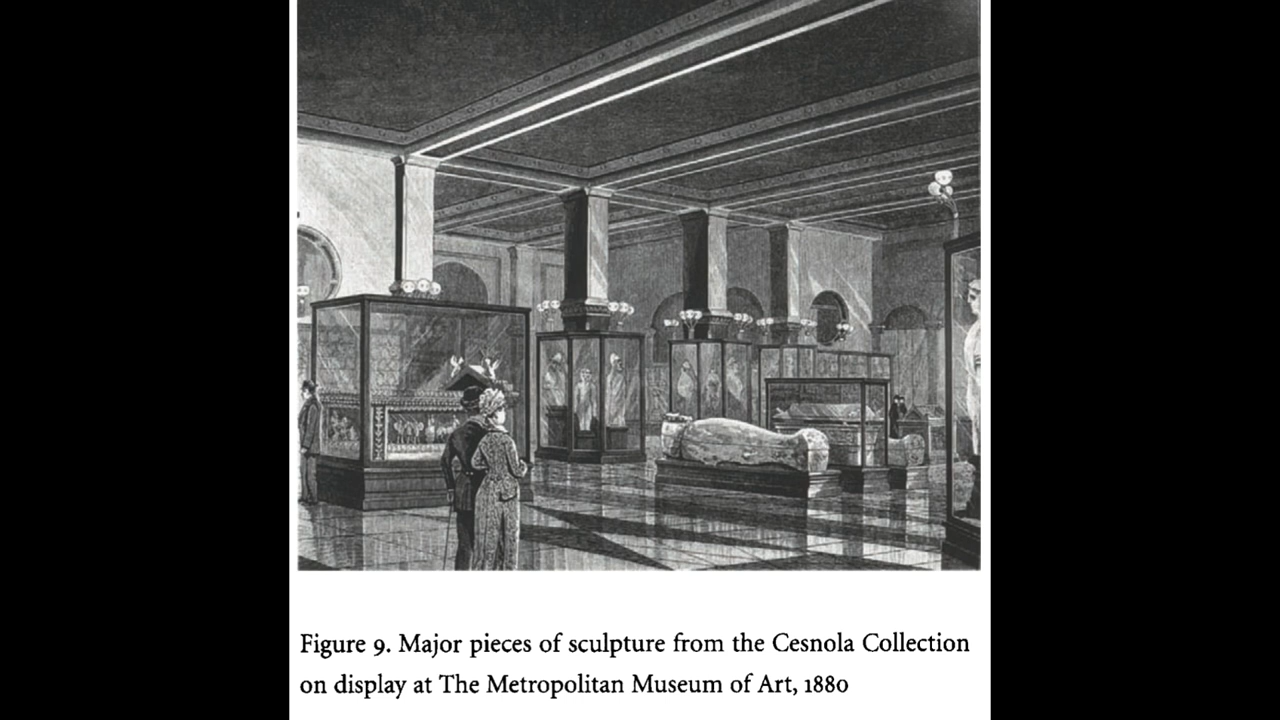 Figure 9. Major pieces of sculpture from the Cesnola Collection
on display at The Metropolitan Museum of Art, 1880